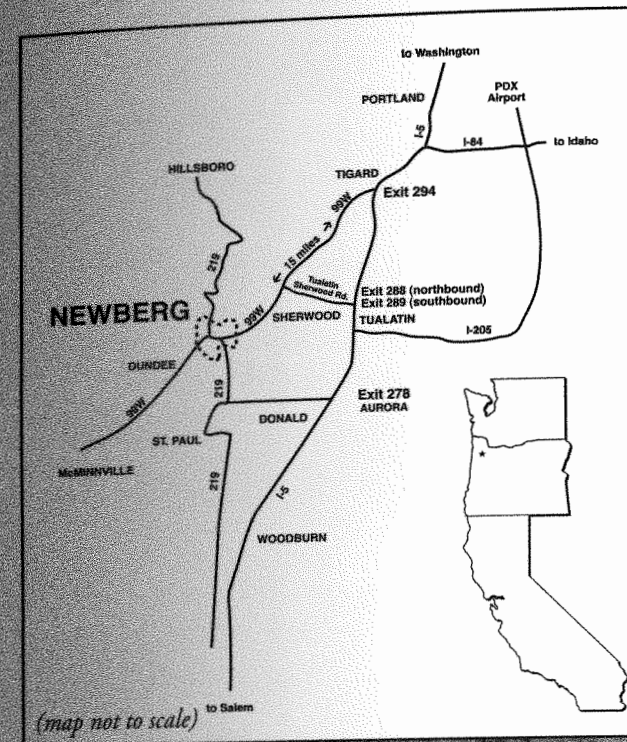 to Washington
PORTLAND
PDX
Airport
I-5
I-84
to Idaho
HILLSBORO
TIGARD
Exit 294
99W
15 miles
219
Tualatin
Sherwood Rd.
Exit 288 (northbound)
Exit 289 (southbound)
NEWBERG
99W
SHERWOOD
TUALATIN
I-205
DUNDEE
219
99W
Exit 278
AURORA
DONALD
ST. PAUL
McMINNVILLE
219
I-5
WOODBURN
to Salem
(map not to scale)